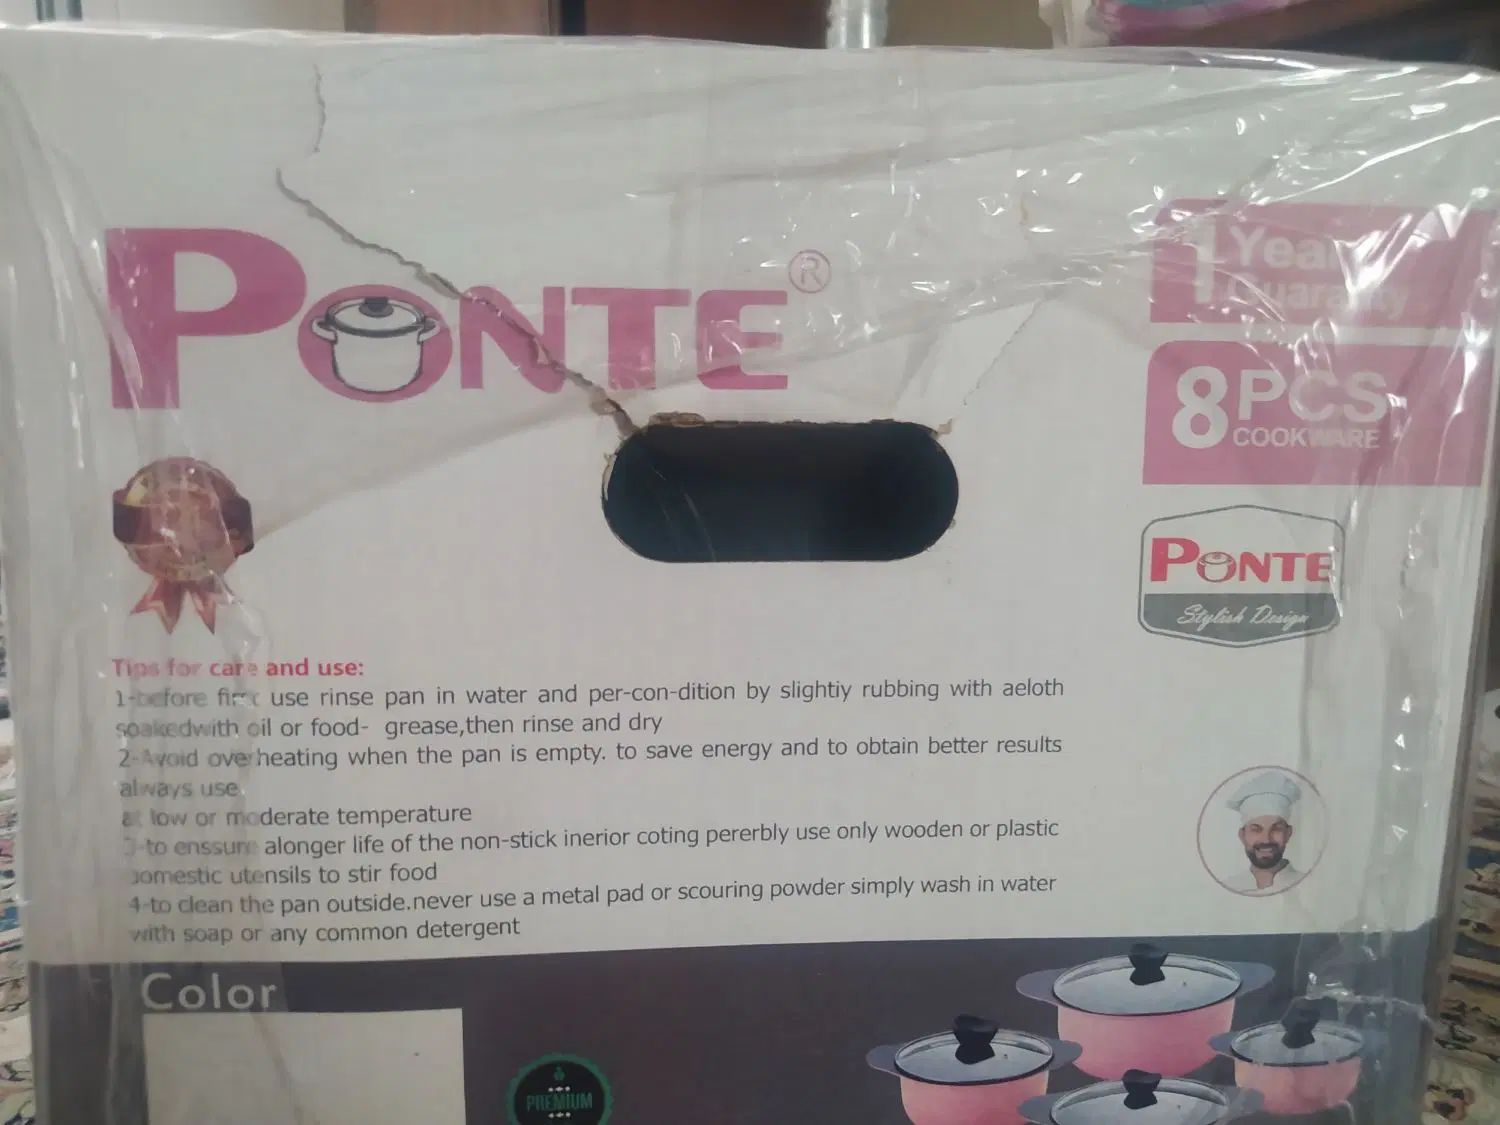 PONTE®
1 Year
Guaranty
8 PCS
COOKWARE
PONTE
Stylish Design
Tips for care and use:
1-before first use rinse pan in water and per-con-dition by slightiy rubbing with aeloth
soakedwith oil or food- grease,then rinse and dry
2-Avoid overheating when the pan is empty. to save energy and to obtain better results
always use.
at low or moderate temperature
3-to enssure alonger life of the non-stick inerior coting pererbly use only wooden or plastic
domestic utensils to stir food
4-to clean the pan outside.never use a metal pad or scouring powder simply wash in water
with soap or any common detergent
Color
PREMIUM